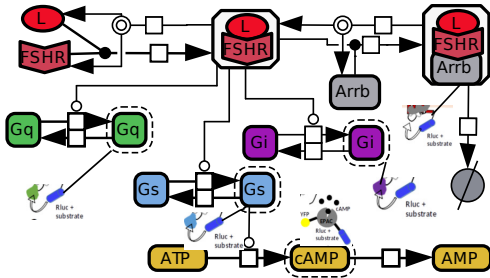 L
FSHR
L
FSHR
L
FSHR
Arrb
Arrb
Rluc +
substrate
Gq
Gq
Gi
Gi
Gs
Gs
Rluc +
substrate
Rluc +
substrate
Rluc +
substrate
cAMP
YFP
EPAC
Rluc +
substrate
ATP
cAMP
AMP